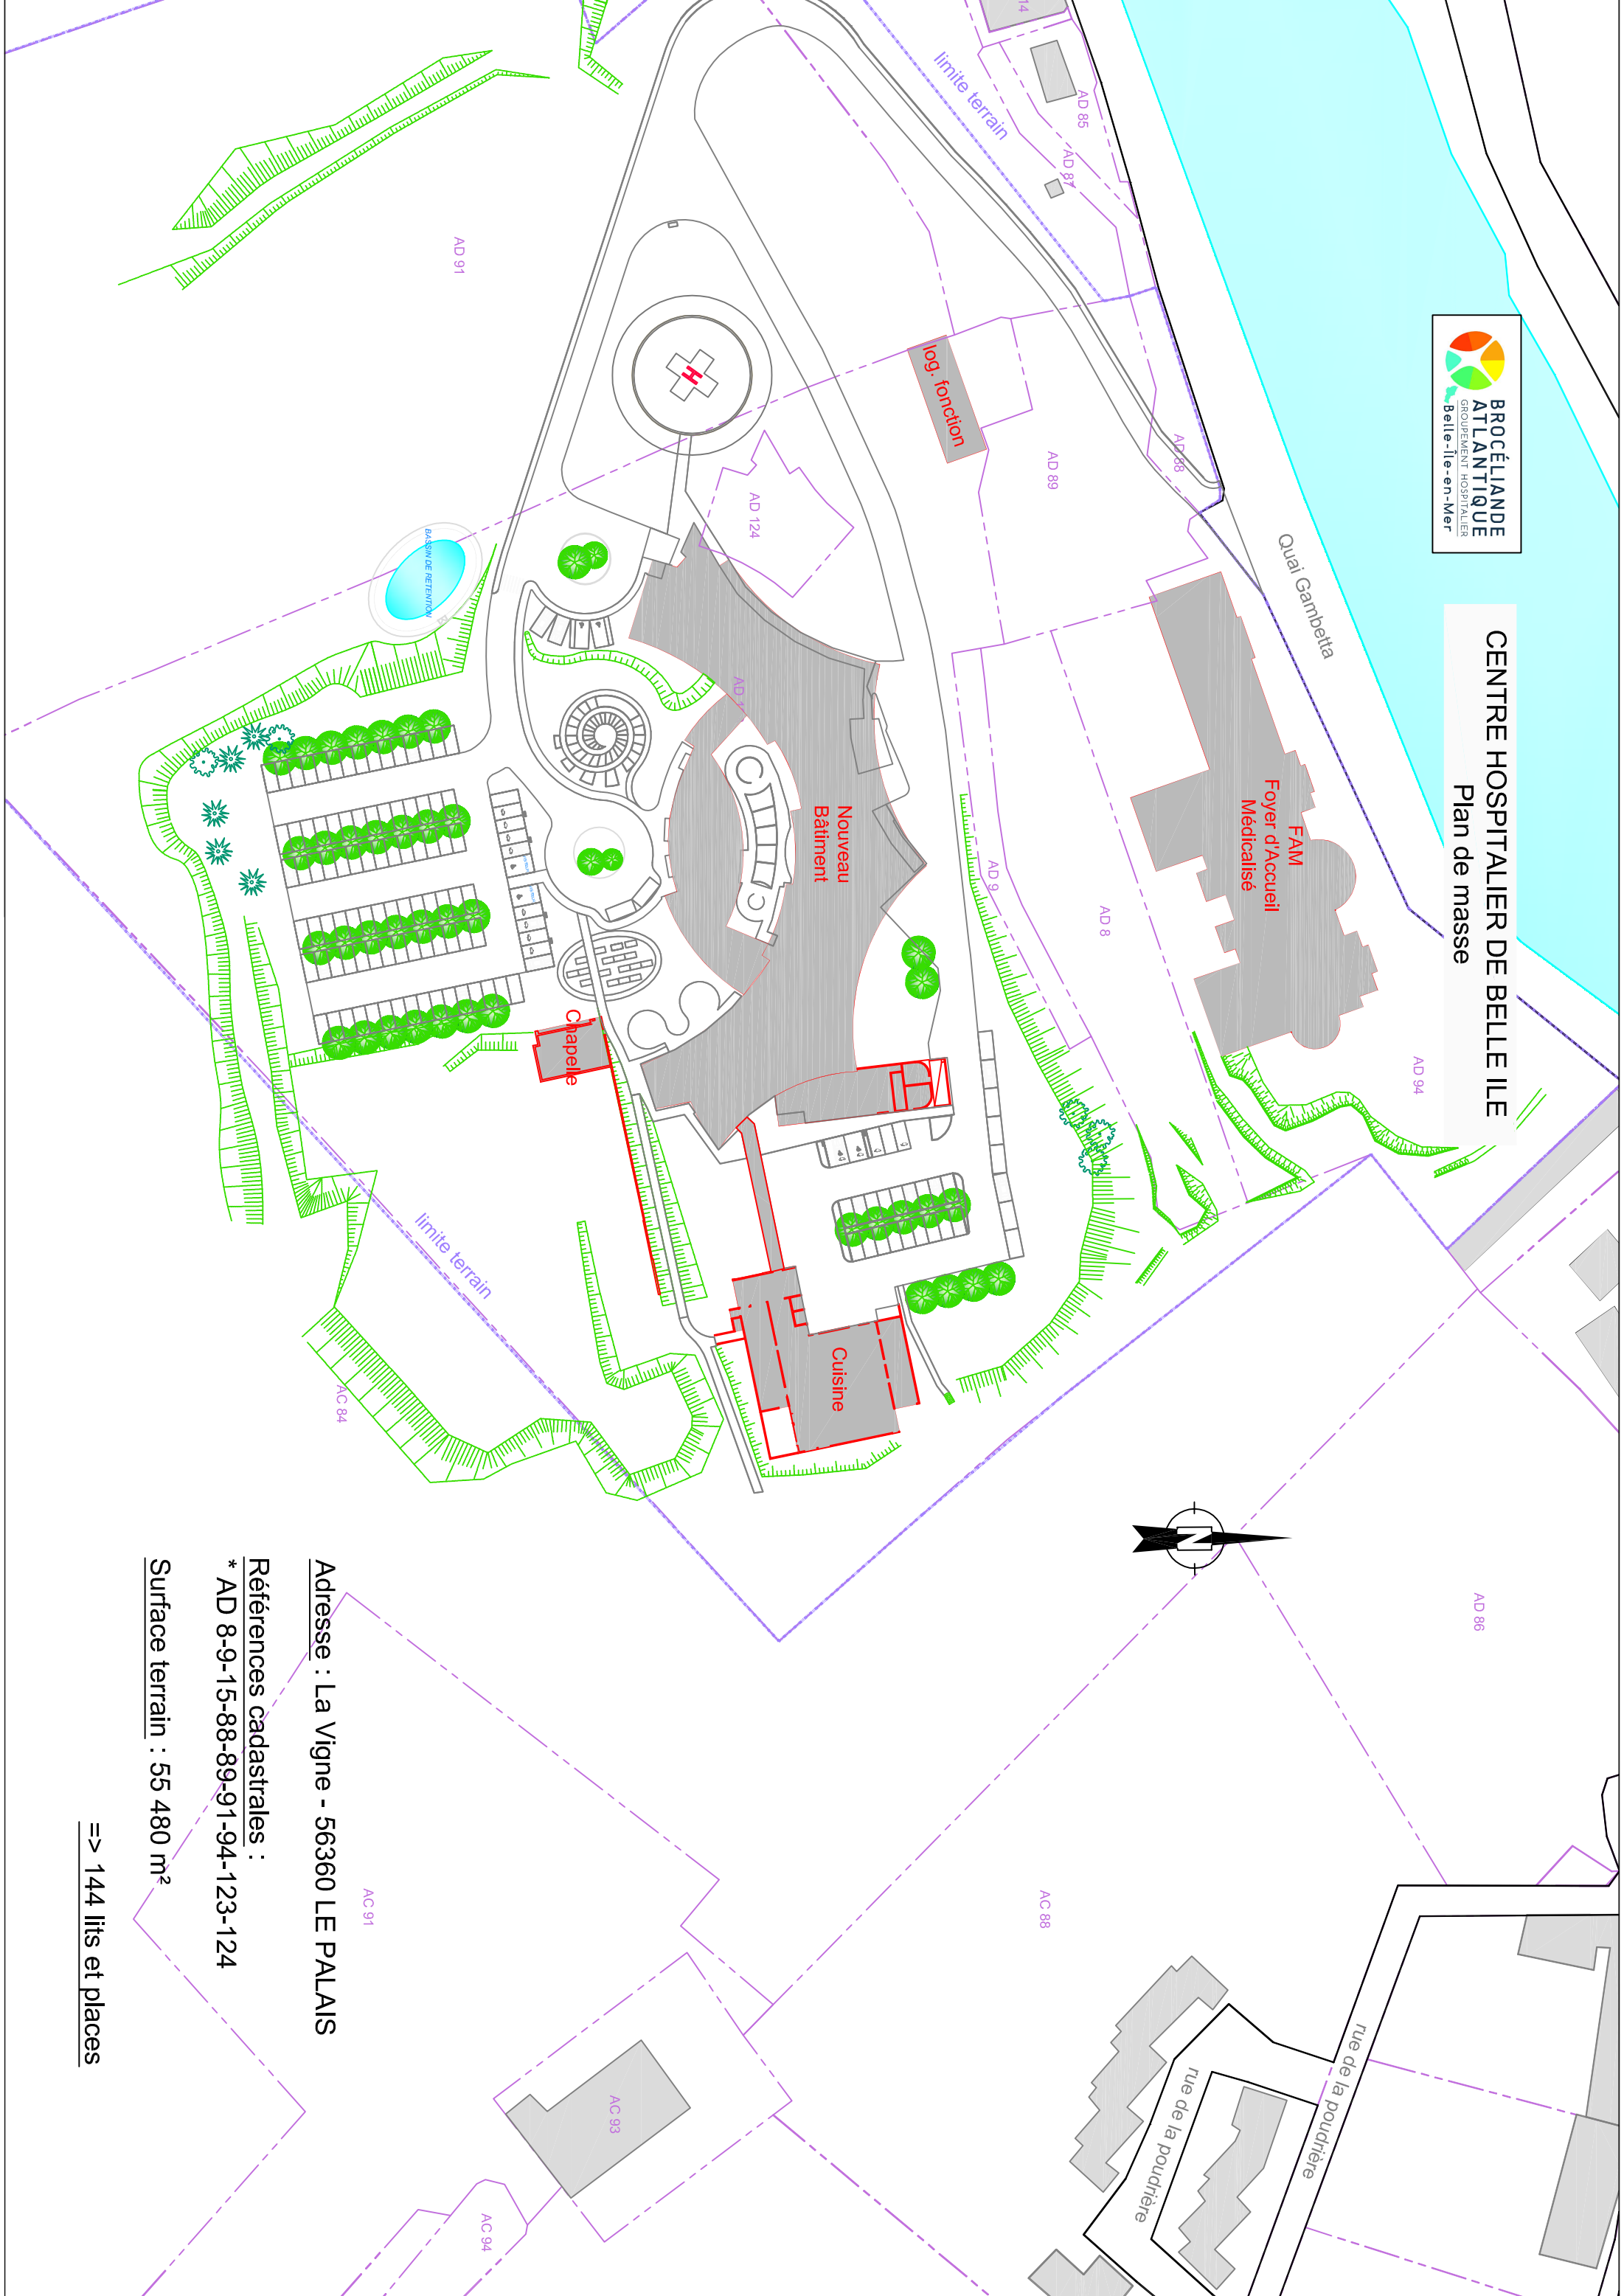 BROCÉLIANDE
ATLANTIQUE
GROUPEMENT HOSPITALIER
Belle-Île-en-Mer
CENTRE HOSPITALIER DE BELLE ILE
Plan de masse
Quai Gambetta
14
AD 85
AD 87
limite terrain
AD 88
AD 89
log. fonction
AD 91
H
AD 124
BASSIN DE RETENTION
FAM
Foyer d'Accueil
Médicalisé
AD 94
AD 8
AD 9
Nouveau
Bâtiment
AD 1
Chapelle
Cuisine
limite terrain
AC 84
N
AD 86
AC 88
AC 91
AC 93
AC 94
rue de la poudrière
rue de la poudrière
Adresse : La Vigne - 56360 LE PALAIS
Références cadastrales :
* AD 8-9-15-88-89-91-94-123-124
Surface terrain : 55 480 m²
=> 144 lits et places